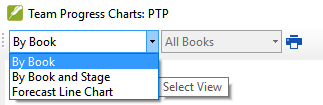 Team Progress Charts: PTP
By Book
All Books
By Book
By Book and Stage
Forecast Line Chart
Select View